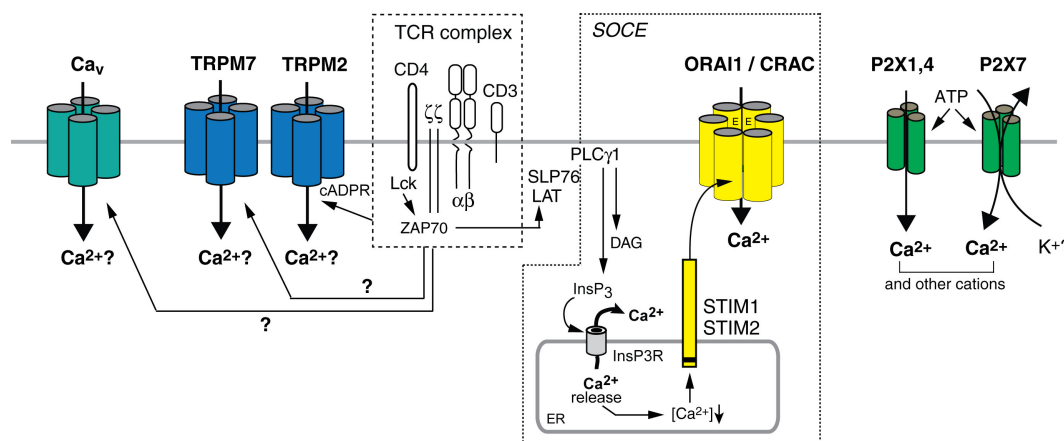 SOCE
TCR complex
Cav
TRPM7
TRPM2
CD4
ζζ
CD3
ORAI1 / CRAC
E E
P2X1,4
P2X7
ATP
PLCγ1
SLP76
LAT
Lck
cADPR
αβ
ZAP70
DAG
Ca2+?
Ca2+?
Ca2+?
Ca2+
Ca2+
Ca2+
K+?
and other cations
?
?
InsP3
Ca2+
STIM1
STIM2
InsP3R
Ca2+
release
[Ca2+]
ER